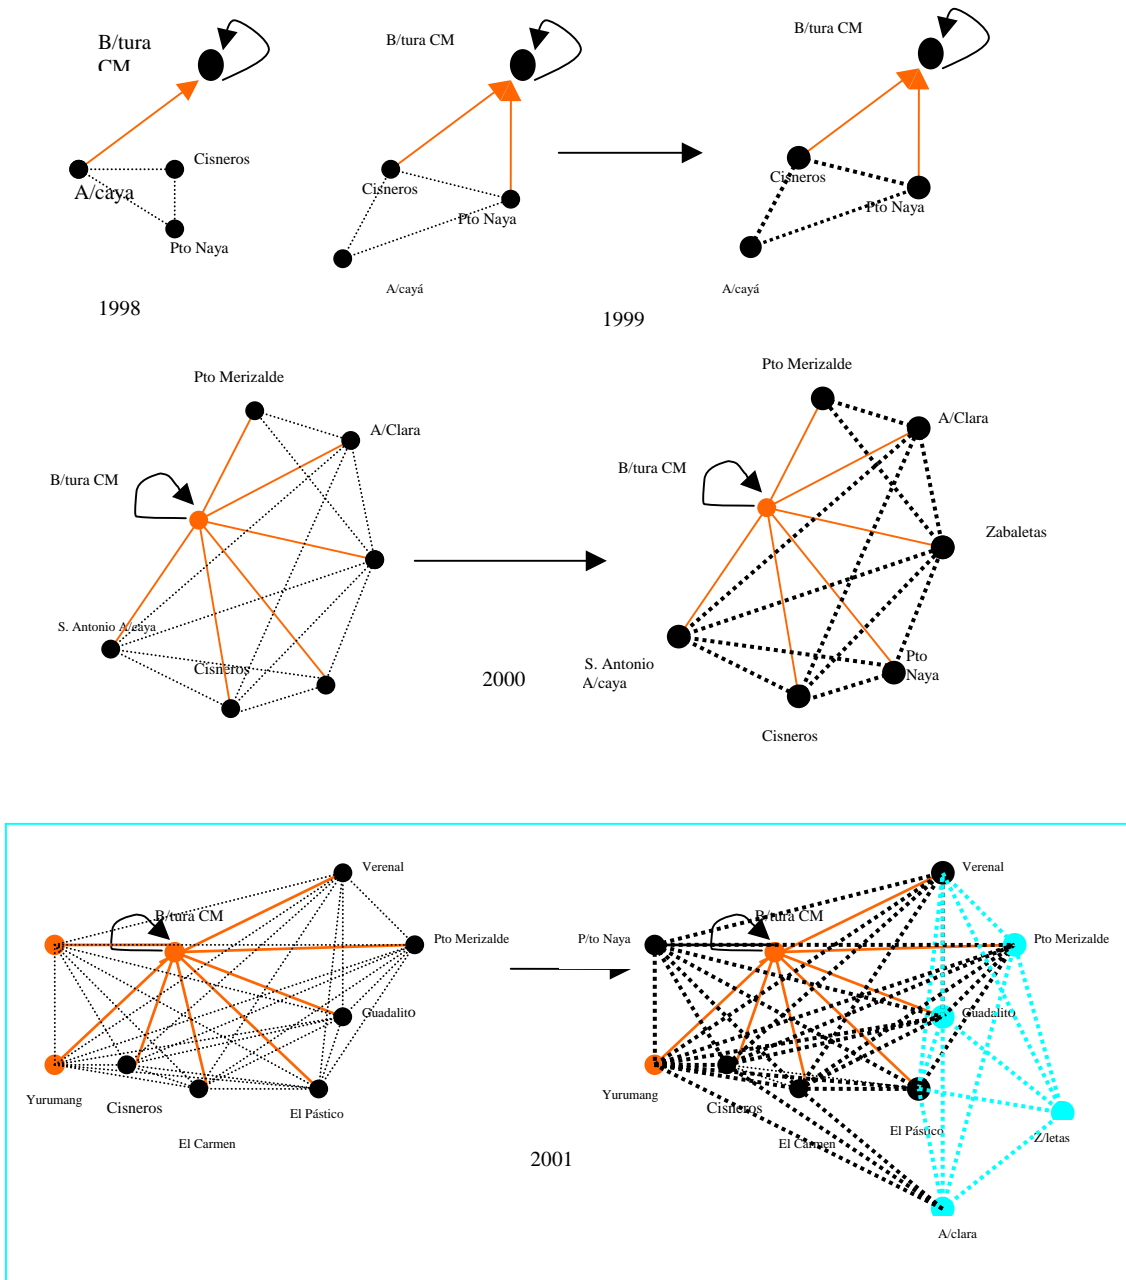 B/tura
CM
B/tura CM
B/tura CM
Cisneros
A/caya
Pto Naya
Cisneros
Pto Naya
A/cayá
Cisneros
Pto Naya
A/cayá
1998
1999
Pto Merizalde
A/Clara
B/tura CM
S. Antonio A/caya
Cisneros
2000
Pto Merizalde
A/Clara
B/tura CM
Zabaletas
S. Antonio
A/caya
Pto
Naya
Cisneros
Verenal
B/tura CM
Pto Merizalde
Guadalito
Yurumang
Cisneros
El Pástico
El Carmen
2001
Verenal
B/tura CM
P/to Naya
Pto Merizalde
Guadalito
Yurumang
Cisneros
El Pástico
El Carmen
Z/letas
A/clara